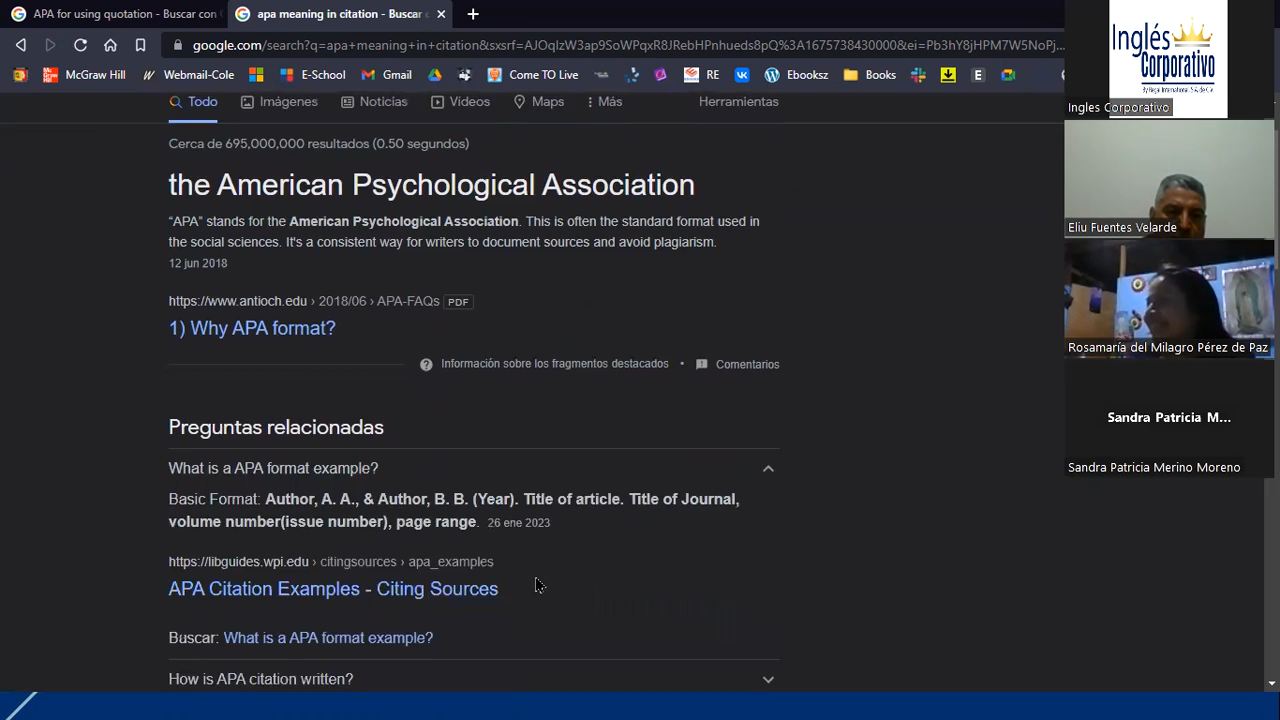 APA for using quotation - Buscar con
apa meaning in citation - Buscar
google.com/search?q=apa+meaning+in+citation&sxsrf=AJOqlzW3ap9SoWPqxR8JRebHPnhueds8pQ%3A1675738430000&ei=Pb3hY8jHPM7W5NoPj...
McGraw Hill
Webmail-Cole
E-School
Gmail
Come TO Live
RE
Ebooksz
Books
Todo
Imágenes
Noticias
Vídeos
Maps
Más
Herramientas
Cerca de 695,000,000 resultados (0.50 segundos)
the American Psychological Association
“APA” stands for the American Psychological Association. This is often the standard format used in
the social sciences. It's a consistent way for writers to document sources and avoid plagiarism.
12 jun 2018
https://www.antioch.edu › 2018/06 › APA-FAQs PDF
1) Why APA format?
Información sobre los fragmentos destacados • Comentarios
Preguntas relacionadas
What is a APA format example?
Basic Format: Author, A. A., & Author, B. B. (Year). Title of article. Title of Journal,
volume number(issue number), page range. 26 ene 2023
https://libguides.wpi.edu › citingsources › apa_examples
APA Citation Examples - Citing Sources
Buscar: What is a APA format example?
How is APA citation written?
Inglés
Corporativo
By Regal International, S.A. de C.V.
Ingles Corporativo
Eliu Fuentes Velarde
Rosamaría del Milagro Pérez de Paz
Sandra Patricia M...
Sandra Patricia Merino Moreno